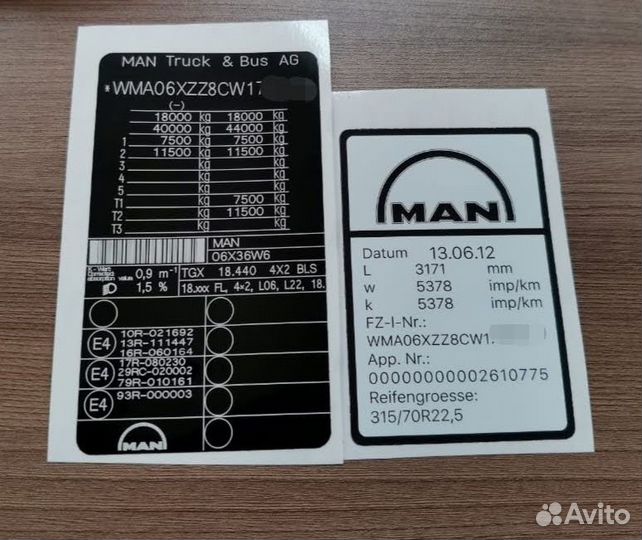 MAN Truck & Bus AG
*WMA06XZZ8CW17
(-)
18000 kg 18000 kg
40000 kg 44000 kg
1 7500 kg 7500 kg
2 11500 kg 11500 kg
3 kg kg
4 kg kg
5 kg kg
T1 kg 7500 kg
T2 kg 11500 kg
T3 kg kg
MAN
06X36W6
K-Wert
Corrected
absorption value 0,9 m⁻¹ TGX 18.440 4X2 BLS
1,5 % 18.xxx FL, 4×2, L06, L22, 18.
10R-021692
E4 13R-111447
16R-060164
17R-080230
E4 29RC-020002
79R-010161
E4 93R-000003
MAN
MAN
Datum 13.06.12
L 3171 mm
w 5378 imp/km
k 5378 imp/km
FZ-I-Nr.:
WMA06XZZ8CW1
App. Nr.:
00000000002610775
Reifengroesse:
315/70R22,5
Avito